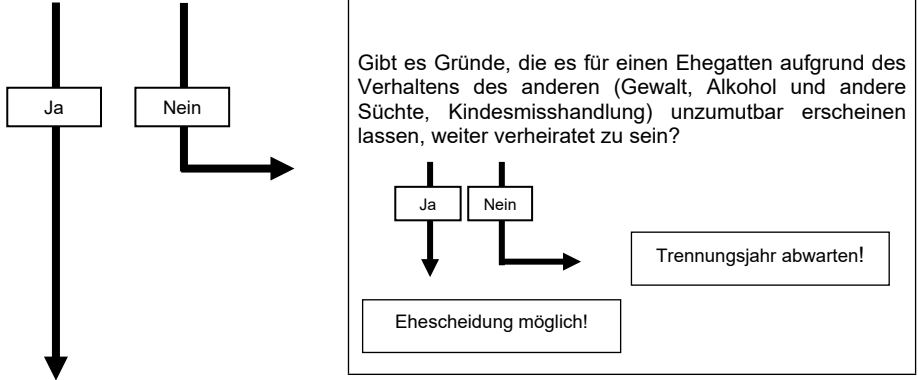 Ja
Nein
Gibt es Gründe, die es für einen Ehegatten aufgrund des
Verhaltens des anderen (Gewalt, Alkohol und andere
Süchte, Kindesmisshandlung) unzumutbar erscheinen
lassen, weiter verheiratet zu sein?
Ja
Nein
Trennungsjahr abwarten!
Ehescheidung möglich!